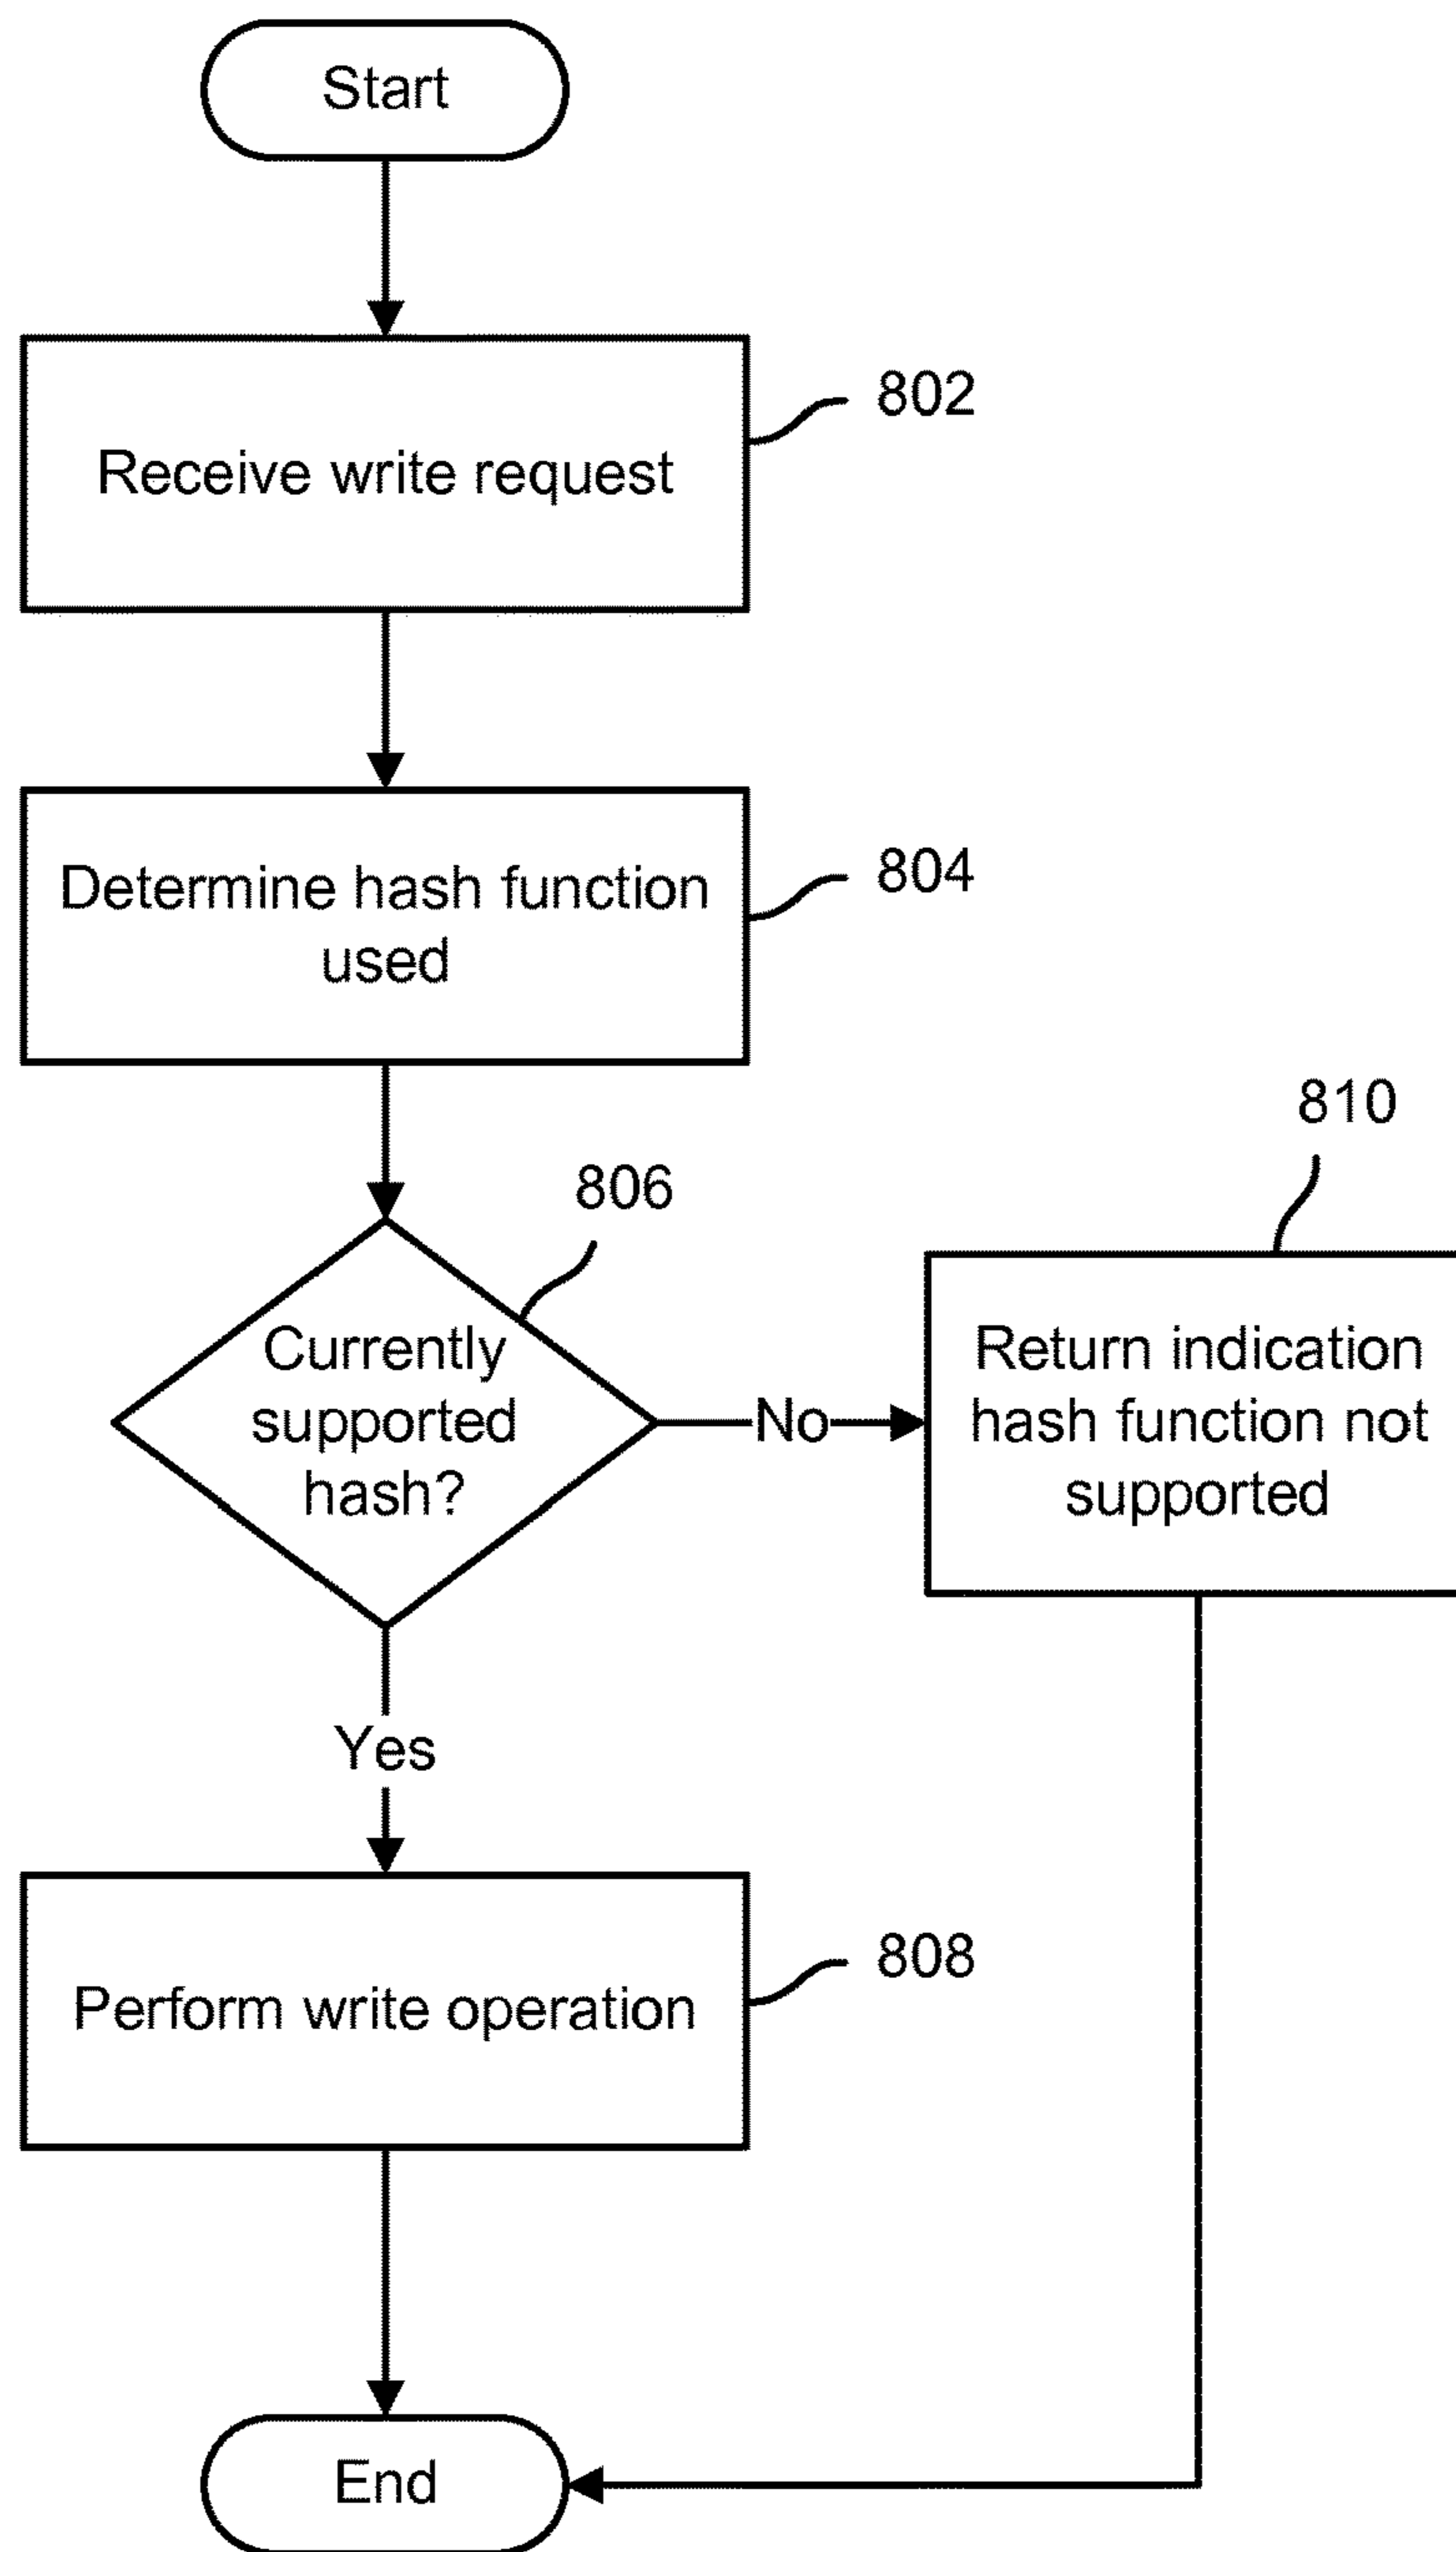 Start
802
Receive write request
804
Determine hash function
used
806
Currently
supported
hash?
No
810
Return indication
hash function not
supported
Yes
808
Perform write operation
End